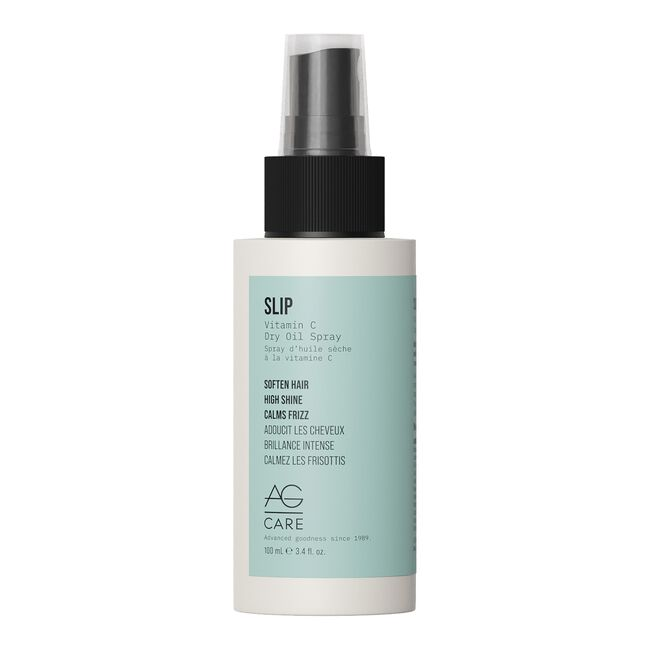 SLIP
Vitamin C
Dry Oil Spray
Spray d'huile sèche
à la vitamine C
SOFTEN HAIR
HIGH SHINE
CALMS FRIZZ
ADOUCIT LES CHEVEUX
BRILLANCE INTENSE
CALMEZ LES FRISOTTIS
AG
CARE
Advanced goodness since 1989.
100 mL ℮ 3.4 fl. oz.